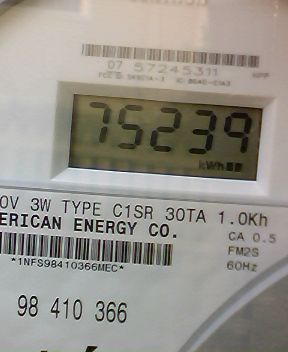 07 57245311
75239
kWh
0V 3W TYPE C1SR 30TA 1.0Kh
ERICAN ENERGY CO.
CA 0.5
FM2S
60Hz
*1NFS98410366MEC*
98 410 366